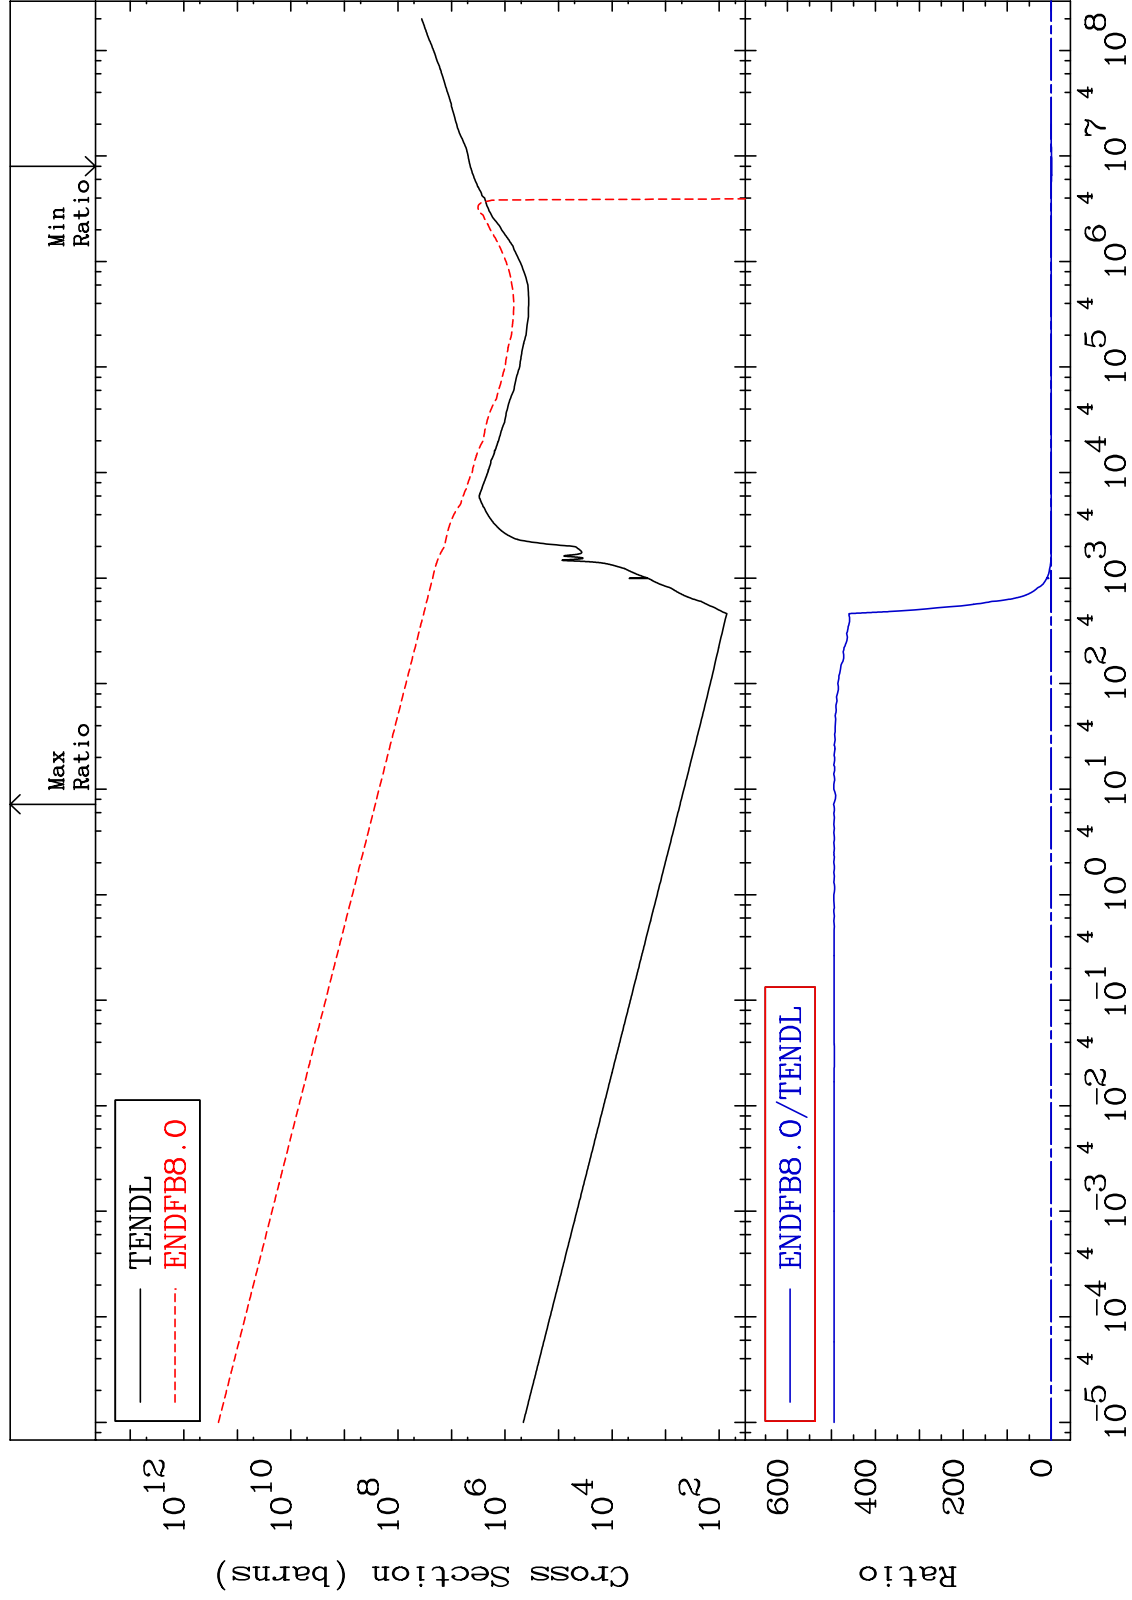 Max
Ratio
Min
Ratio
TENDL
ENDFB8.0
Cross Section (barns)
10^12
10^10
10^8
10^6
10^4
10^2
ENDFB8.0/TENDL
Ratio
600
400
200
0
10^-5 4 10^-4 4 10^-3 4 10^-2 4 10^-1 4 10^0 4 10^1 4 10^2 4 10^3 4 10^4 4 10^5 4 10^6 4 10^7 4 10^8